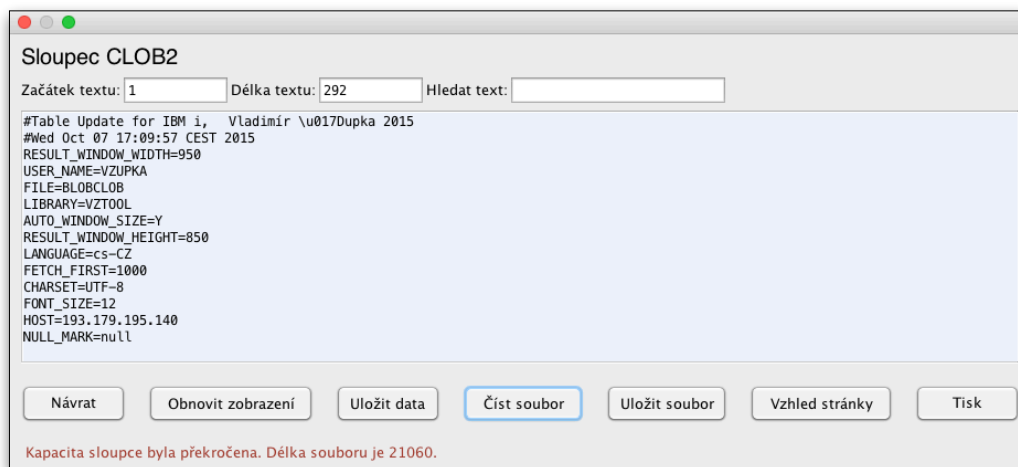 Sloupec CLOB2
Začátek textu: 1 Délka textu: 292 Hledat text:
#Table Update for IBM i,   Vladimír \u017Dupka 2015
#Wed Oct 07 17:09:57 CEST 2015
RESULT_WINDOW_WIDTH=950
USER_NAME=VZUPKA
FILE=BLOBCLOB
LIBRARY=VZTOOL
AUTO_WINDOW_SIZE=Y
RESULT_WINDOW_HEIGHT=850
LANGUAGE=cs-CZ
FETCH_FIRST=1000
CHARSET=UTF-8
FONT_SIZE=12
HOST=193.179.195.140
NULL_MARK=null
Návrat Obnovit zobrazení Uložit data Číst soubor Uložit soubor Vzhled stránky Tisk
Kapacita sloupce byla překročena. Délka souboru je 21060.